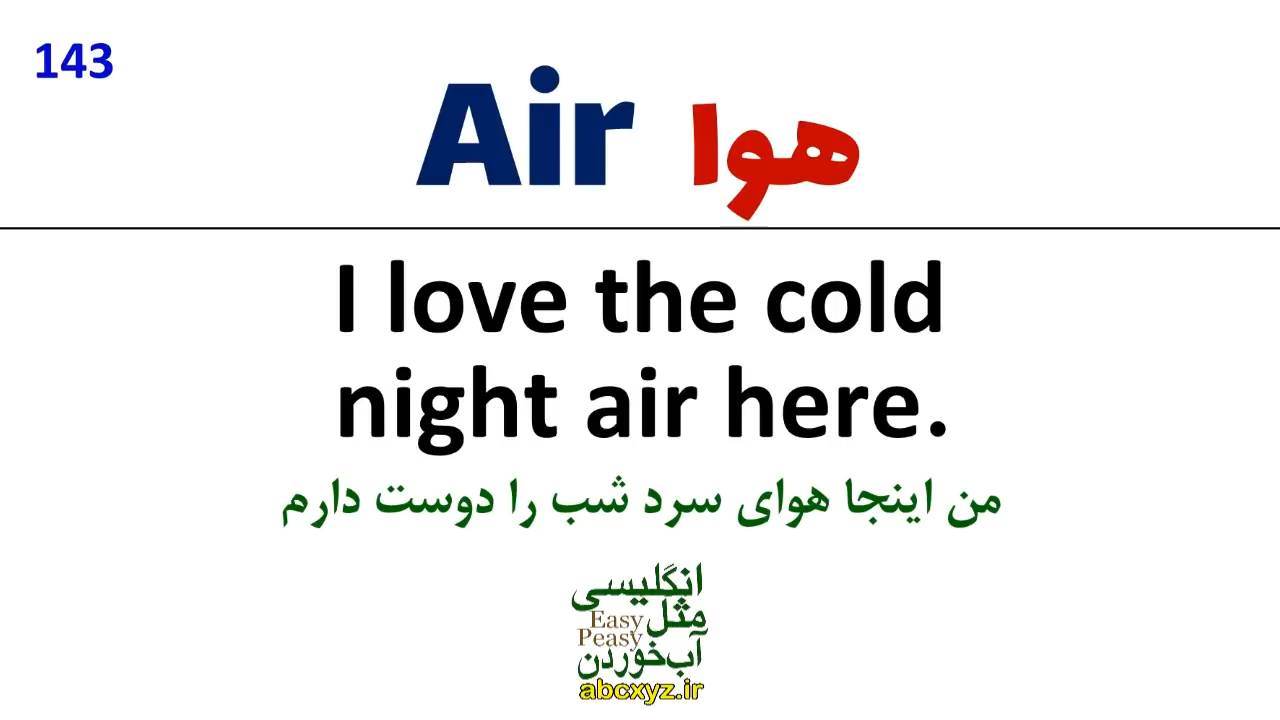 143
Air هوا
I love the cold
night air here.
من اینجا هوای سرد شب را دوست دارم
انگلیسی
مثل
Easy
Peasy
آب‌خوردن
abcxyz.ir